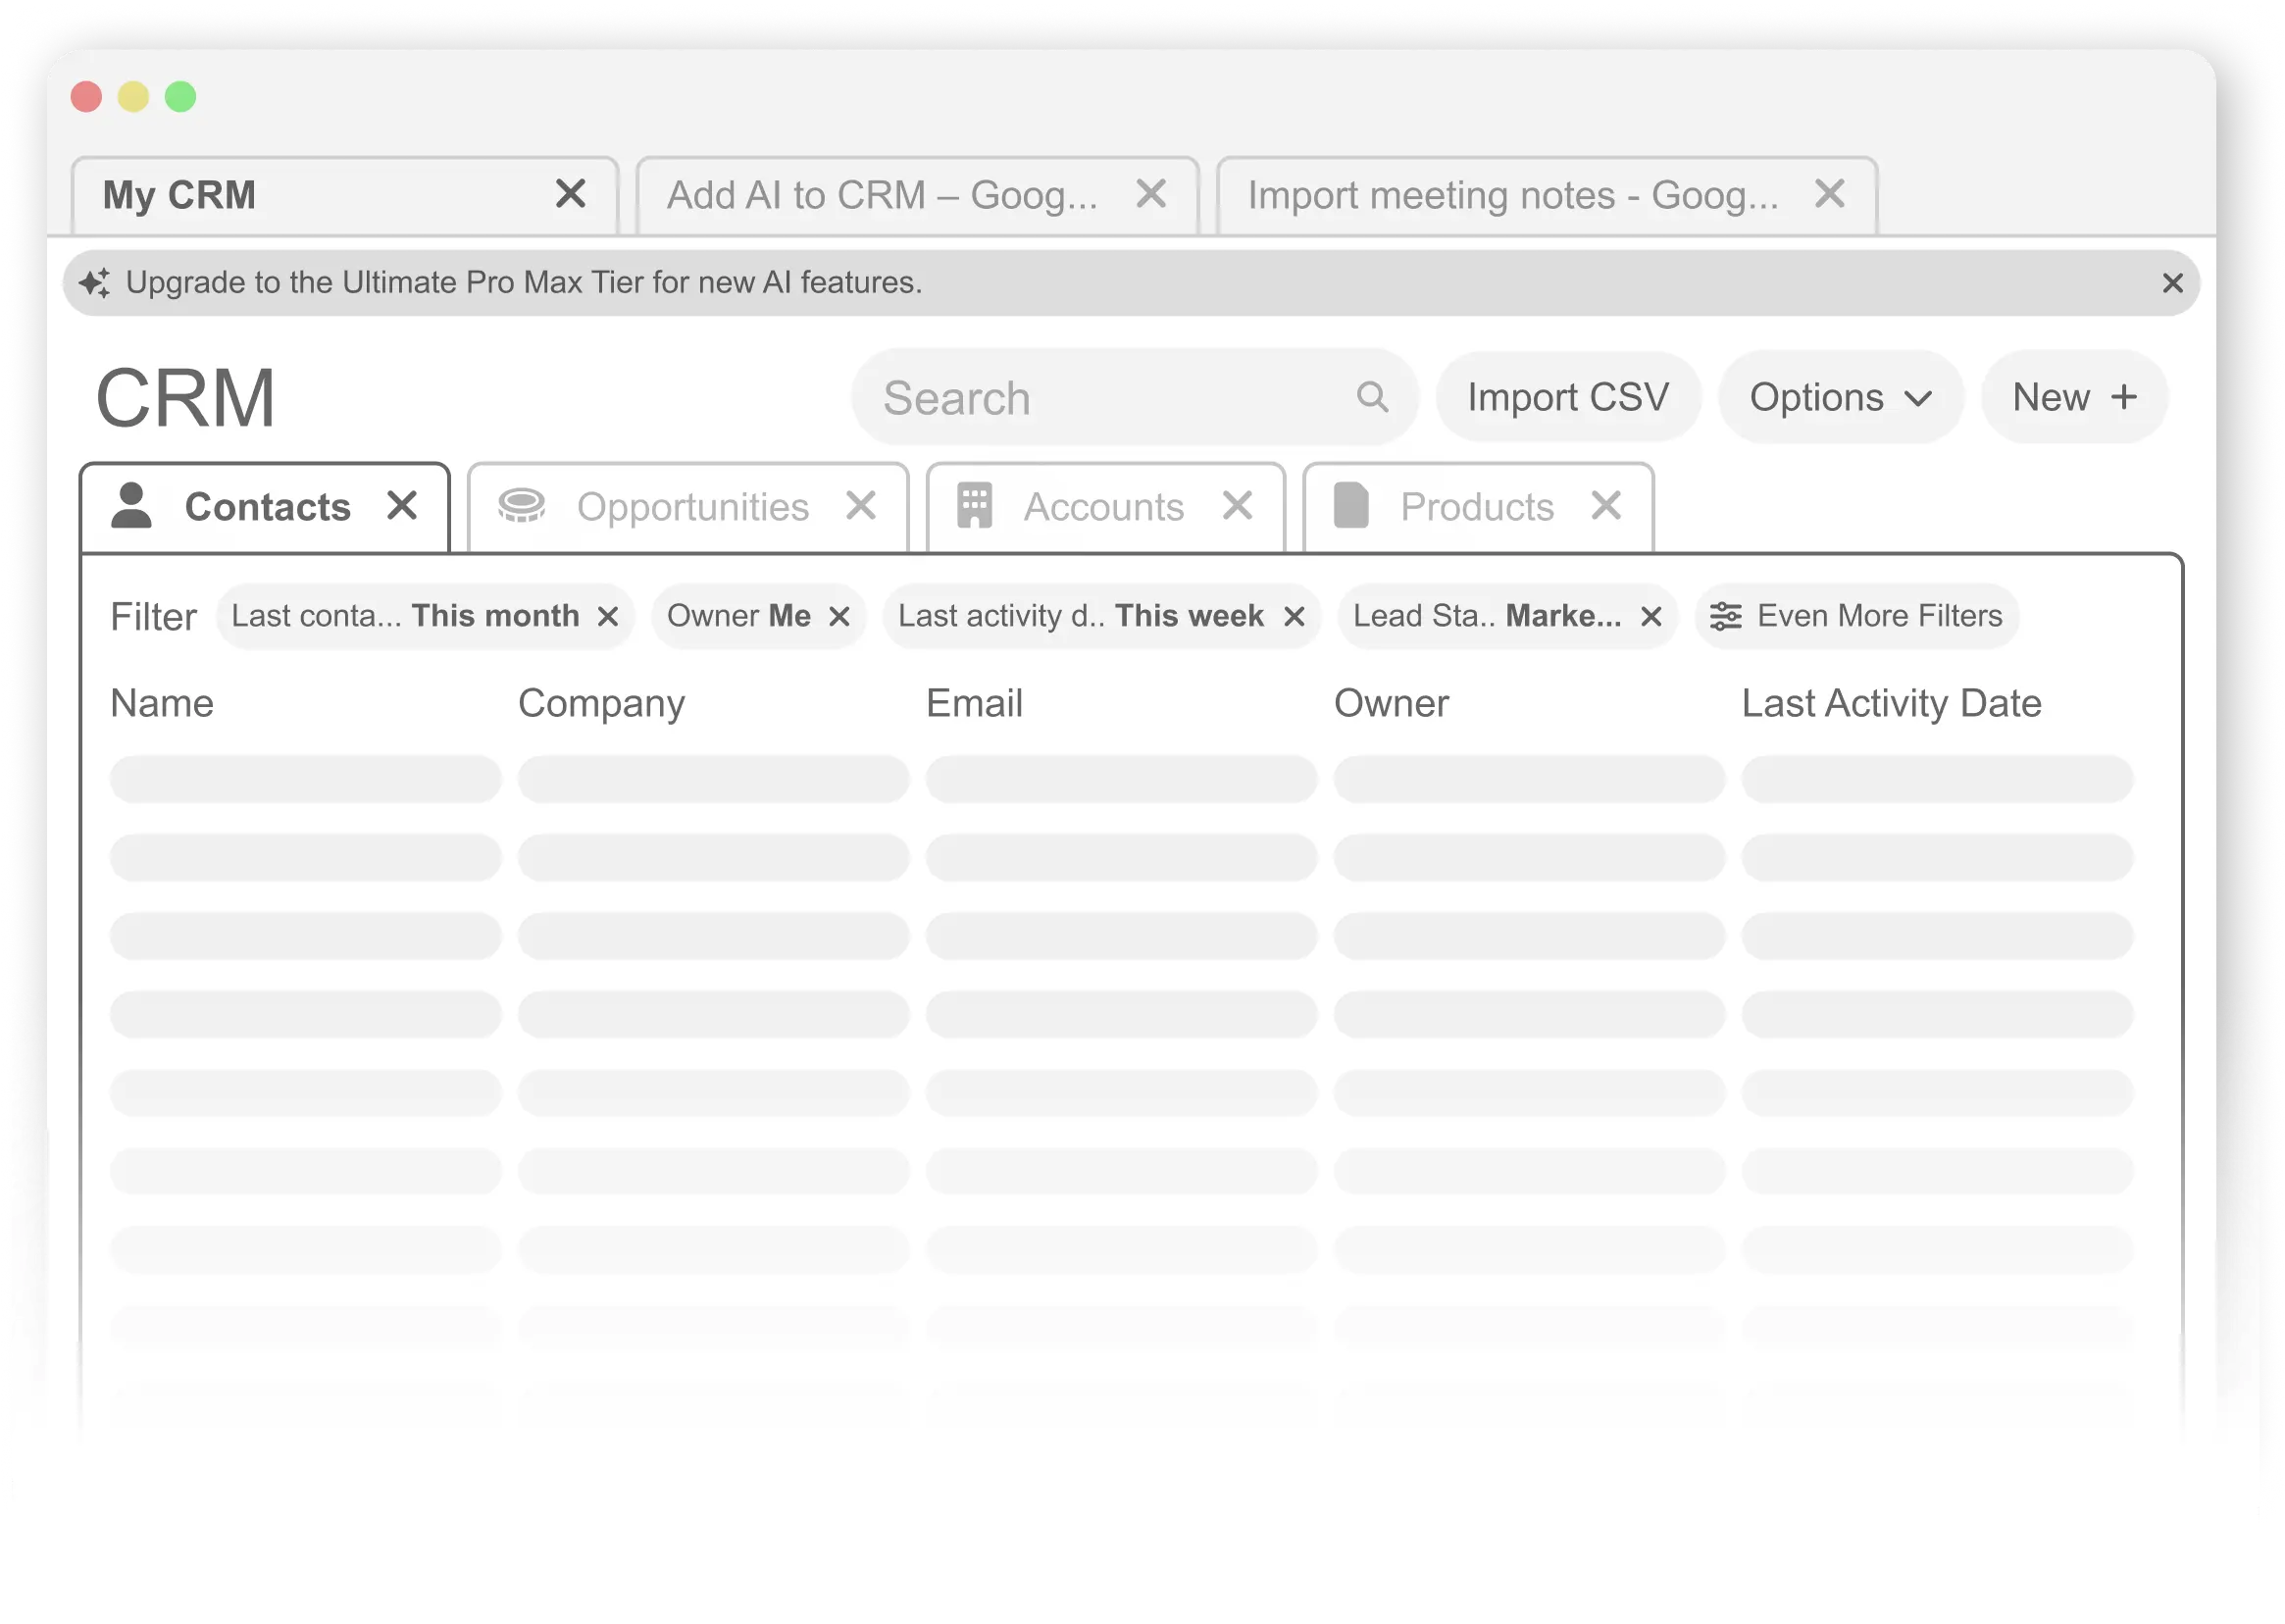 My CRM
Add AI to CRM – Goog...
Import meeting notes - Goog...
Upgrade to the Ultimate Pro Max Tier for new AI features.
CRM
Search
Import CSV
Options
New
Contacts
Opportunities
Accounts
Products
Filter
Last conta... This month
Owner Me
Last activity d.. This week
Lead Sta.. Marke...
Even More Filters
Name
Company
Email
Owner
Last Activity Date